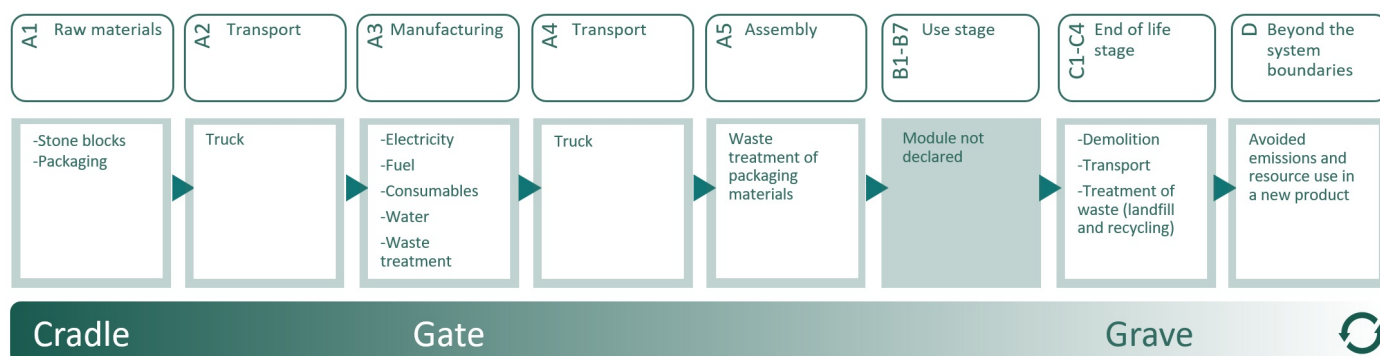 A1 Raw materials
A2 Transport
A3 Manufacturing
A4 Transport
A5 Assembly
B1-B7 Use stage
C1-C4 End of life
stage
D Beyond the
system
boundaries
-Stone blocks
-Packaging
Truck
-Electricity
-Fuel
-Consumables
-Water
-Waste
treatment
Truck
Waste
treatment of
packaging
materials
Module not
declared
-Demolition
-Transport
-Treatment of
waste (landfill
and recycling)
Avoided
emissions and
resource use in
a new product
Cradle
Gate
Grave